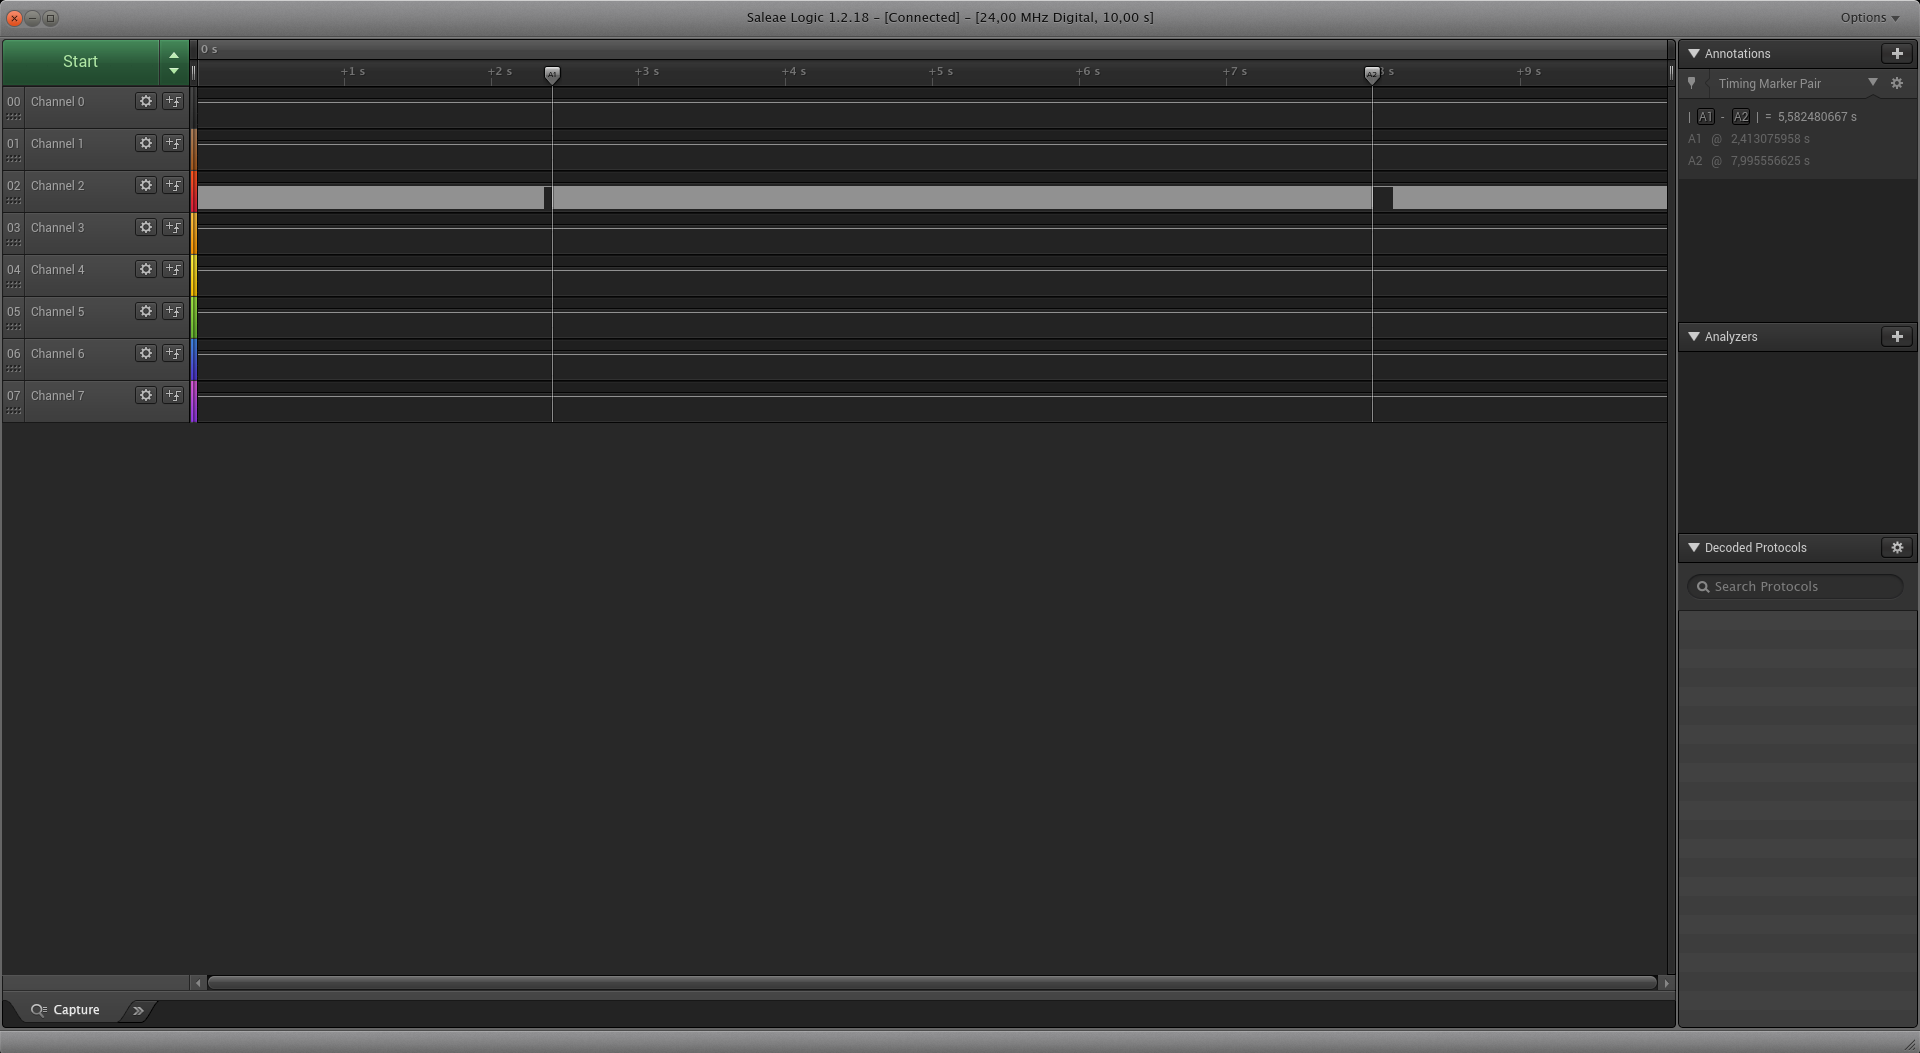 Saleae Logic 1.2.18 – [Connected] – [24,00 MHz Digital, 10,00 s]
Options
Start
0 s
+1 s +2 s A1 +3 s +4 s +5 s +6 s +7 s A2 s +9 s
00 Channel 0
01 Channel 1
02 Channel 2
03 Channel 3
04 Channel 4
05 Channel 5
06 Channel 6
07 Channel 7
Annotations
Timing Marker Pair
| A1 - A2 | = 5,582480667 s
A1 @ 2,413075958 s
A2 @ 7,995556625 s
Analyzers
Decoded Protocols
Search Protocols
Capture